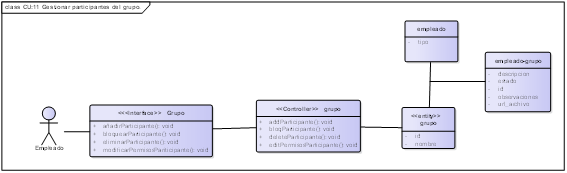 class CU:11 Gestionar participantes del grupo
empleado
- tipo
empleado-grupo
- descripcion
- estado
- id
- observaciones
- url_archivo
<<Interface>> Grupo
+ añadirParticipante(): void
+ bloquearParticipante(): void
+ eliminarParticipante(): void
+ modificarPermisosParticipante(): void
<<Controller>> grupo
+ addParticipante(): void
+ bloqParticipante(): void
+ deleteParticipante(): void
+ editPermisosParticipante(): void
<<entity>>
grupo
- id
- nombre
Empleado